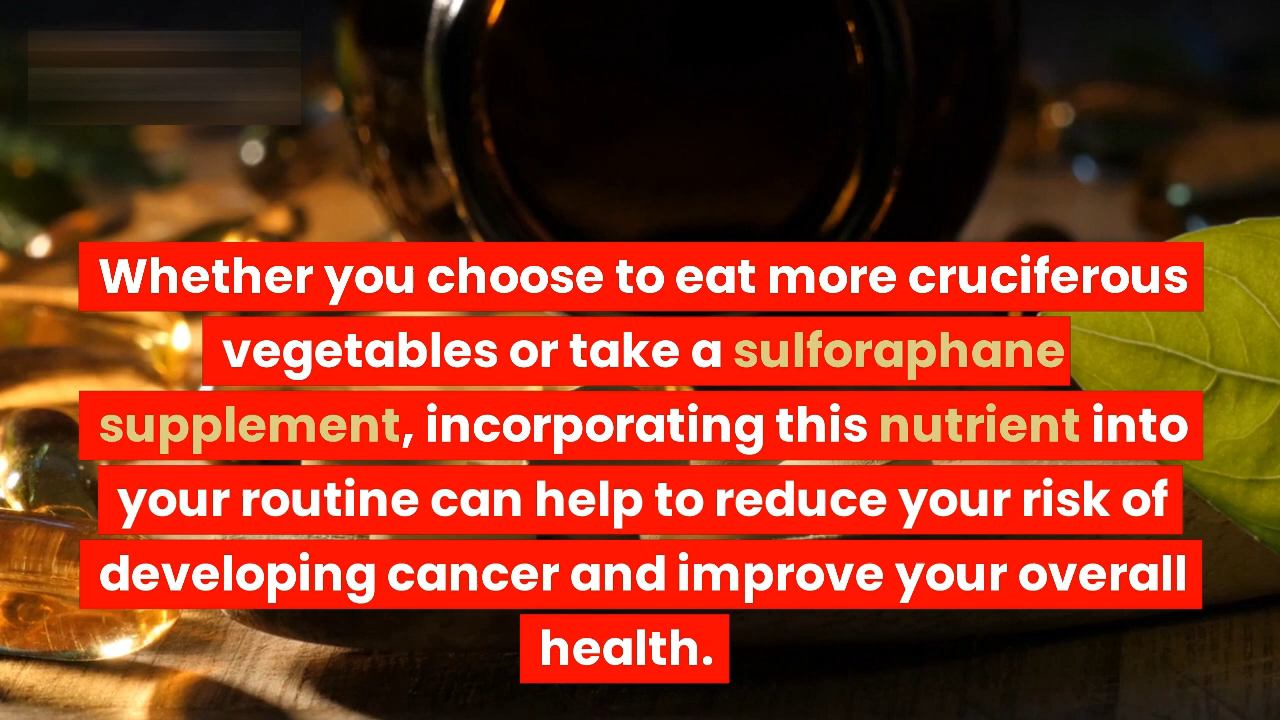 Whether you choose to eat more cruciferous
vegetables or take a sulforaphane
supplement, incorporating this nutrient into
your routine can help to reduce your risk of
developing cancer and improve your overall
health.